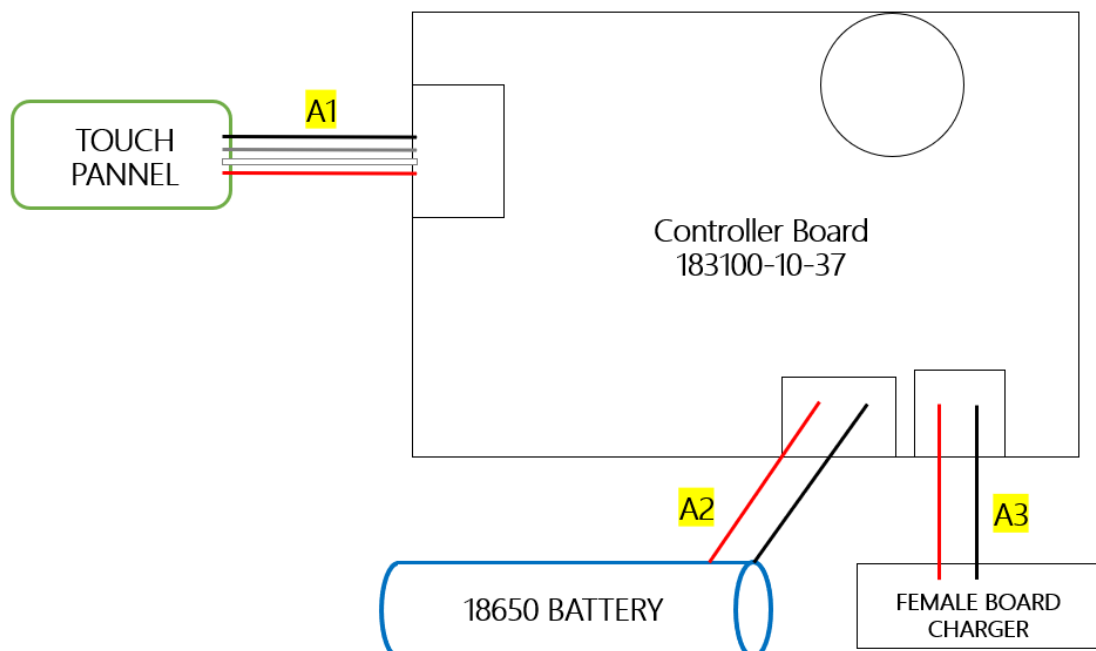 A1
TOUCH
PANNEL
Controller Board
183100-10-37
A2
A3
18650 BATTERY
FEMALE BOARD
CHARGER